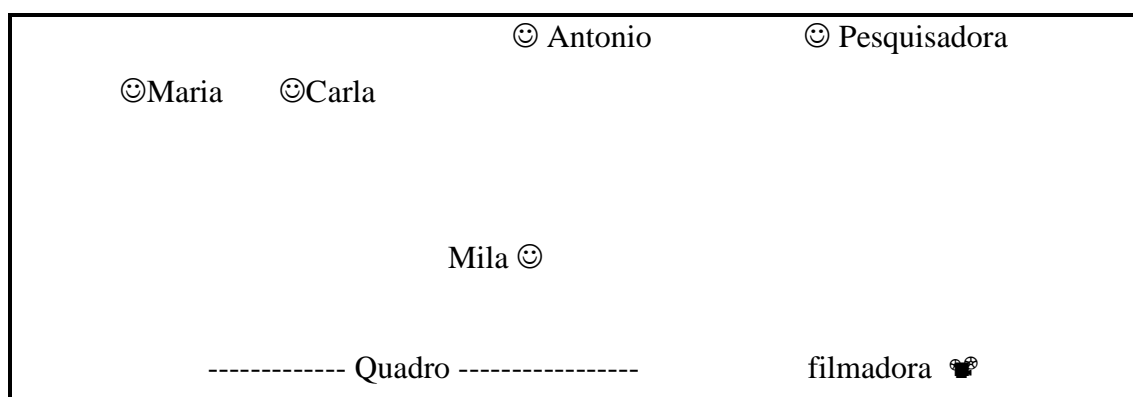 ☺ Antonio ☺ Pesquisadora
☺Maria ☺Carla
Mila ☺
------------- Quadro ----------------- filmadora 📽